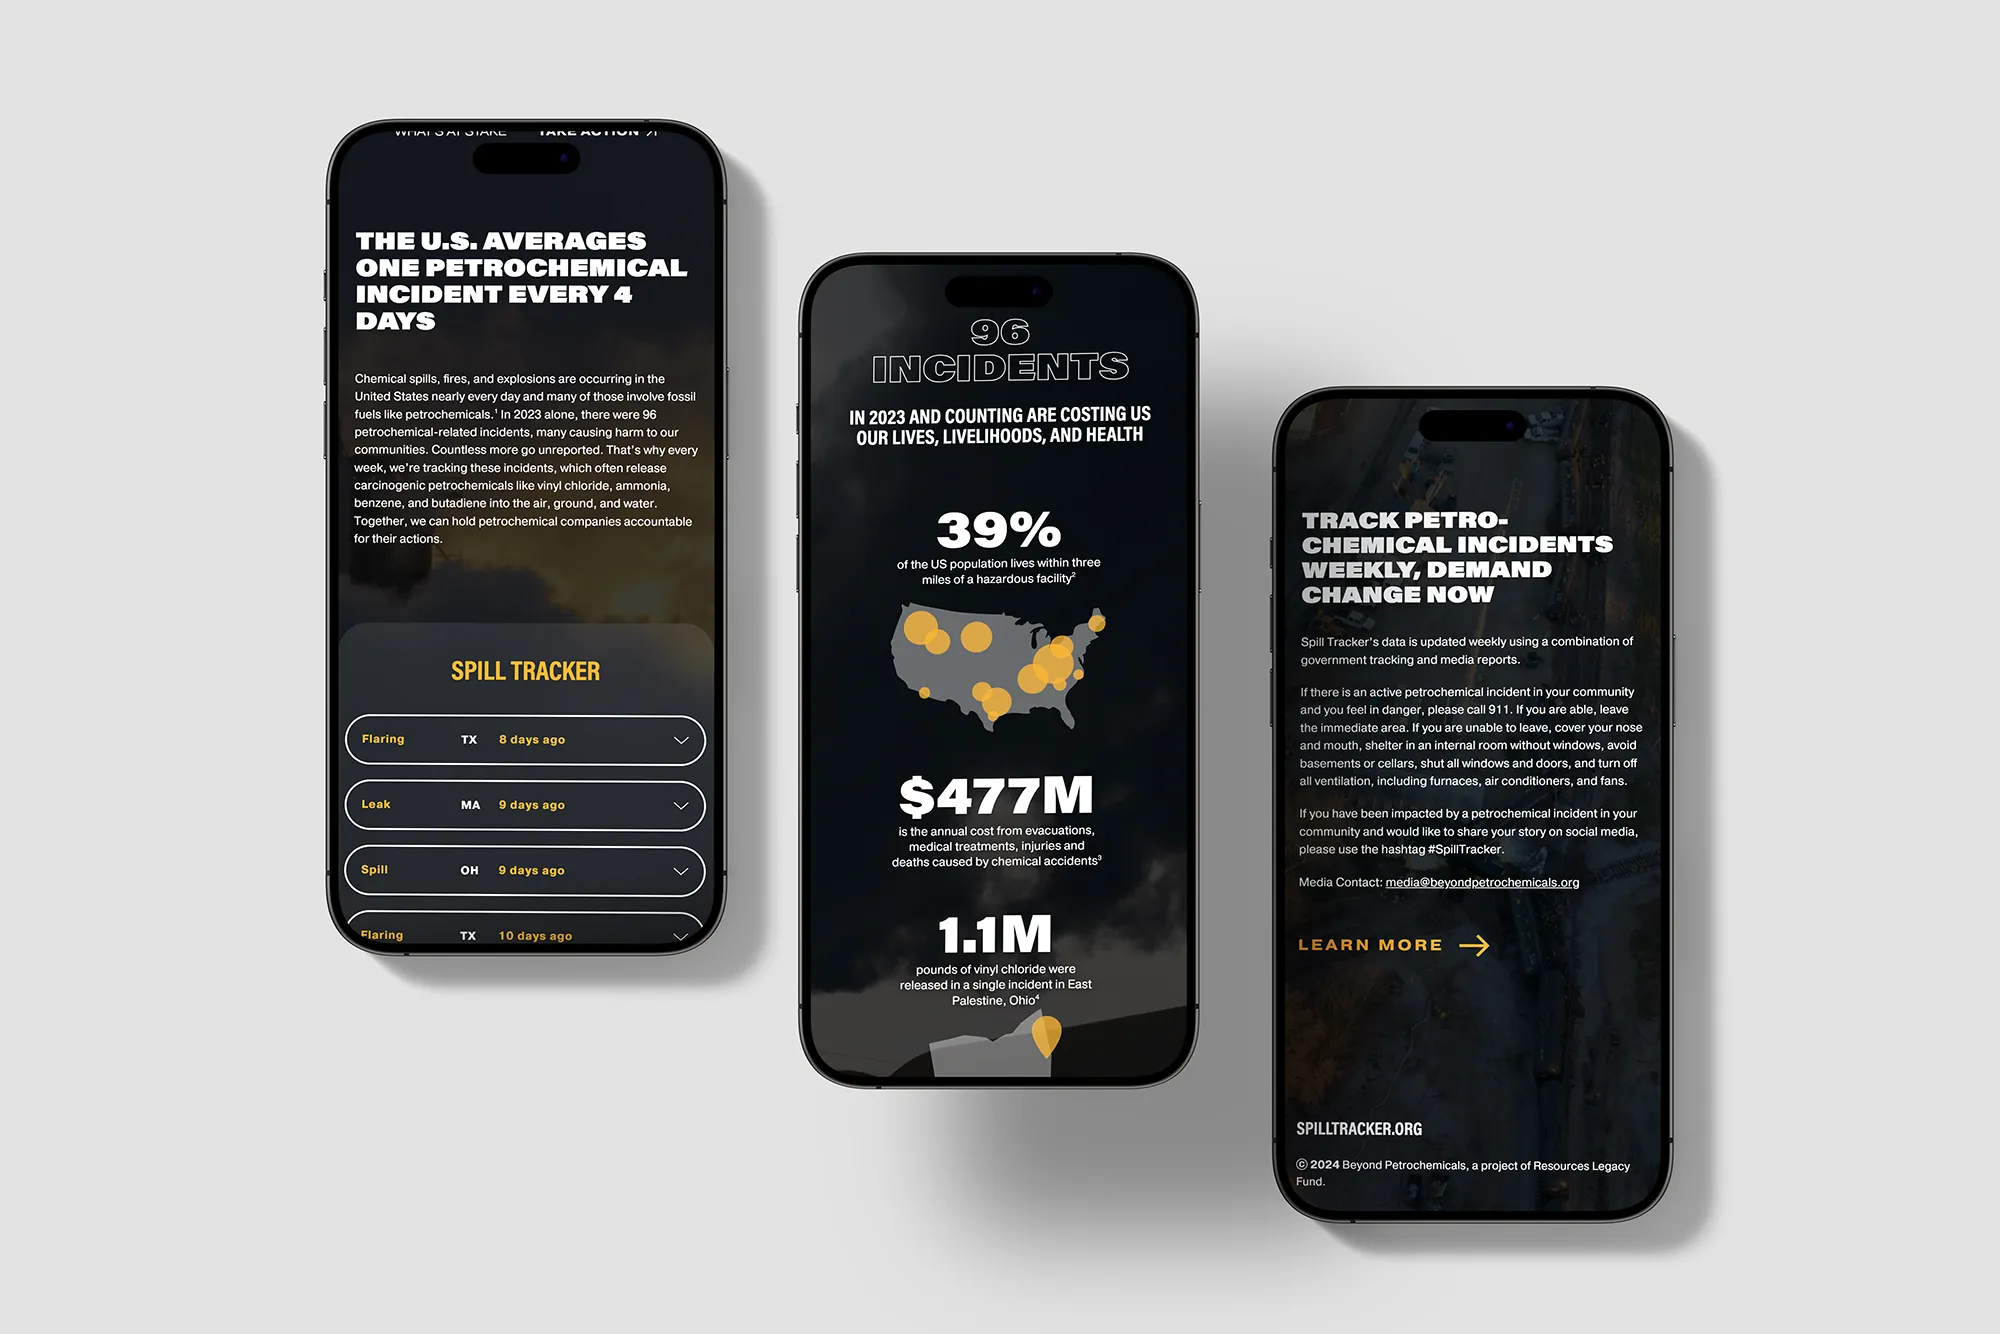 WHAT'S AT STAKE TAKE ACTION
THE U.S. AVERAGES
ONE PETROCHEMICAL
INCIDENT EVERY 4
DAYS
Chemical spills, fires, and explosions are occurring in the
United States nearly every day and many of those involve fossil
fuels like petrochemicals.¹ In 2023 alone, there were 96
petrochemical-related incidents, many causing harm to our
communities. Countless more go unreported. That's why every
week, we're tracking these incidents, which often release
carcinogenic petrochemicals like vinyl chloride, ammonia,
benzene, and butadiene into the air, ground, and water.
Together, we can hold petrochemical companies accountable
for their actions.
SPILL TRACKER
Flaring TX 8 days ago
Leak MA 9 days ago
Spill OH 9 days ago
Flaring TX 10 days ago
96
INCIDENTS
IN 2023 AND COUNTING ARE COSTING US
OUR LIVES, LIVELIHOODS, AND HEALTH
39%
of the US population lives within three
miles of a hazardous facility²
$477M
is the annual cost from evacuations,
medical treatments, injuries and
deaths caused by chemical accidents³
1.1M
pounds of vinyl chloride were
released in a single incident in East
Palestine, Ohio⁴
TRACK PETRO-
CHEMICAL INCIDENTS
WEEKLY, DEMAND
CHANGE NOW
Spill Tracker's data is updated weekly using a combination of
government tracking and media reports.
If there is an active petrochemical incident in your community
and you feel in danger, please call 911. If you are able, leave
the immediate area. If you are unable to leave, cover your nose
and mouth, shelter in an internal room without windows, avoid
basements or cellars, shut all windows and doors, and turn off
all ventilation, including furnaces, air conditioners, and fans.
If you have been impacted by a petrochemical incident in your
community and would like to share your story on social media,
please use the hashtag #SpillTracker.
Media Contact: media@beyondpetrochemicals.org
LEARN MORE →
SPILLTRACKER.ORG
© 2024 Beyond Petrochemicals, a project of Resources Legacy
Fund.